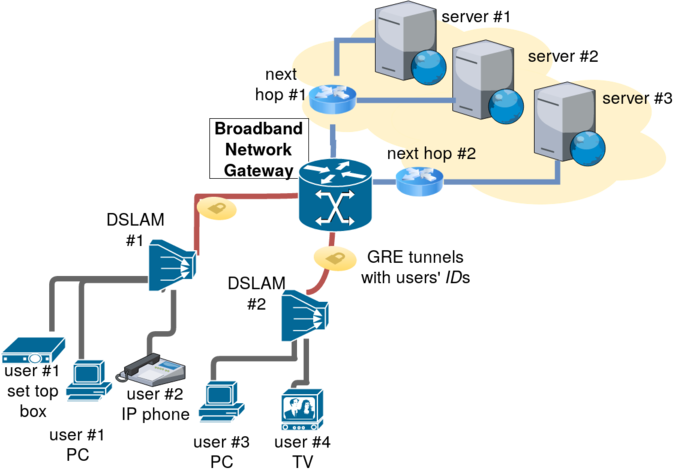 server #1
server #2
server #3
next
hop #1
Broadband
Network
Gateway
next hop #2
DSLAM
#1
GRE tunnels
with users' IDs
DSLAM
#2
user #1
set top
box
user #2
IP phone
user #1
PC
user #3
PC
user #4
TV